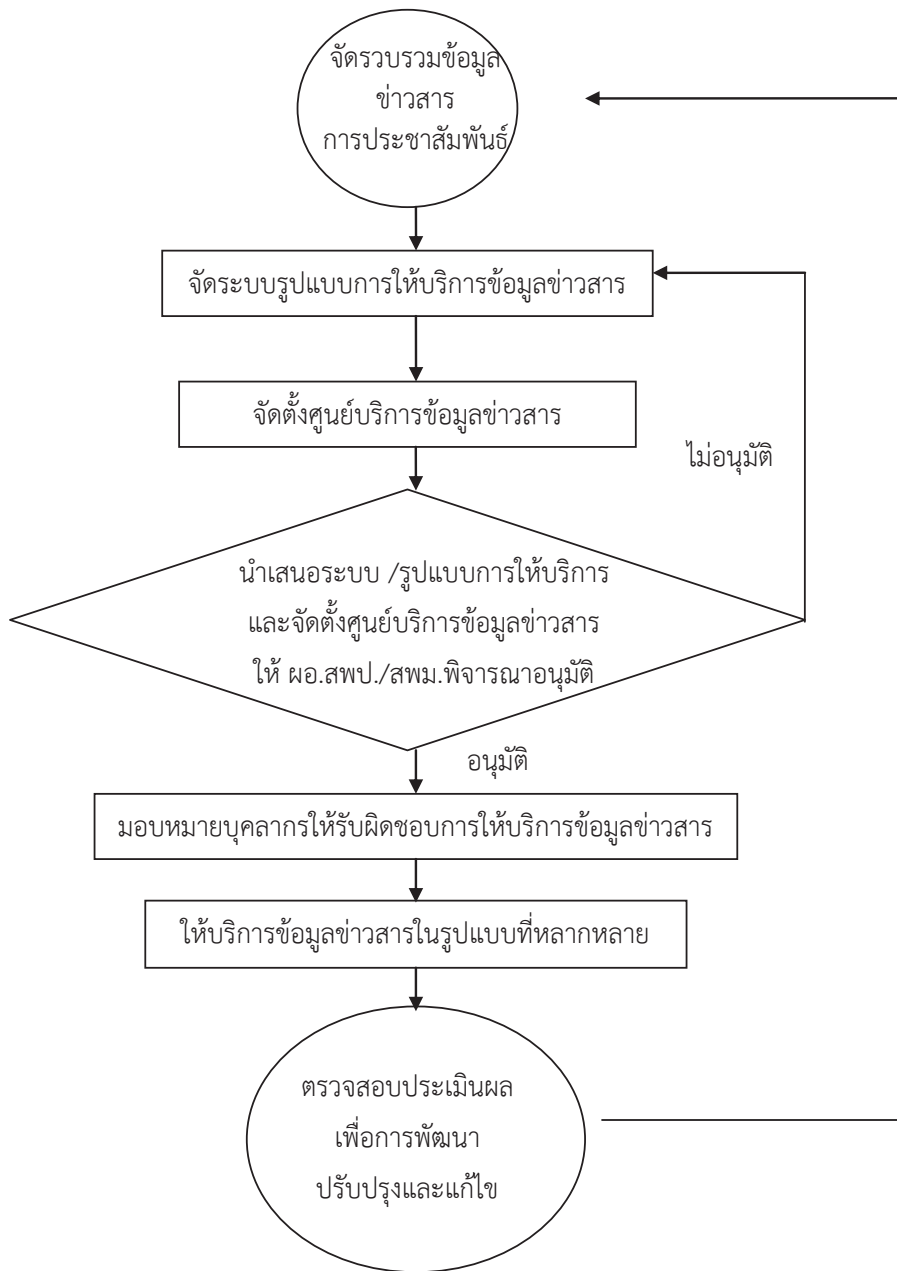 จัดรวบรวมข้อมูล
ข่าวสาร
การประชาสัมพันธ์
จัดระบบรูปแบบการให้บริการข้อมูลข่าวสาร
จัดตั้งศูนย์บริการข้อมูลข่าวสาร
ไม่อนุมัติ
นำเสนอระบบ /รูปแบบการให้บริการ
และจัดตั้งศูนย์บริการข้อมูลข่าวสาร
ให้ ผอ.สพป./สพม.พิจารณาอนุมัติ
อนุมัติ
มอบหมายบุคลากรให้รับผิดชอบการให้บริการข้อมูลข่าวสาร
ให้บริการข้อมูลข่าวสารในรูปแบบที่หลากหลาย
ตรวจสอบประเมินผล
เพื่อการพัฒนา
ปรับปรุงและแก้ไข